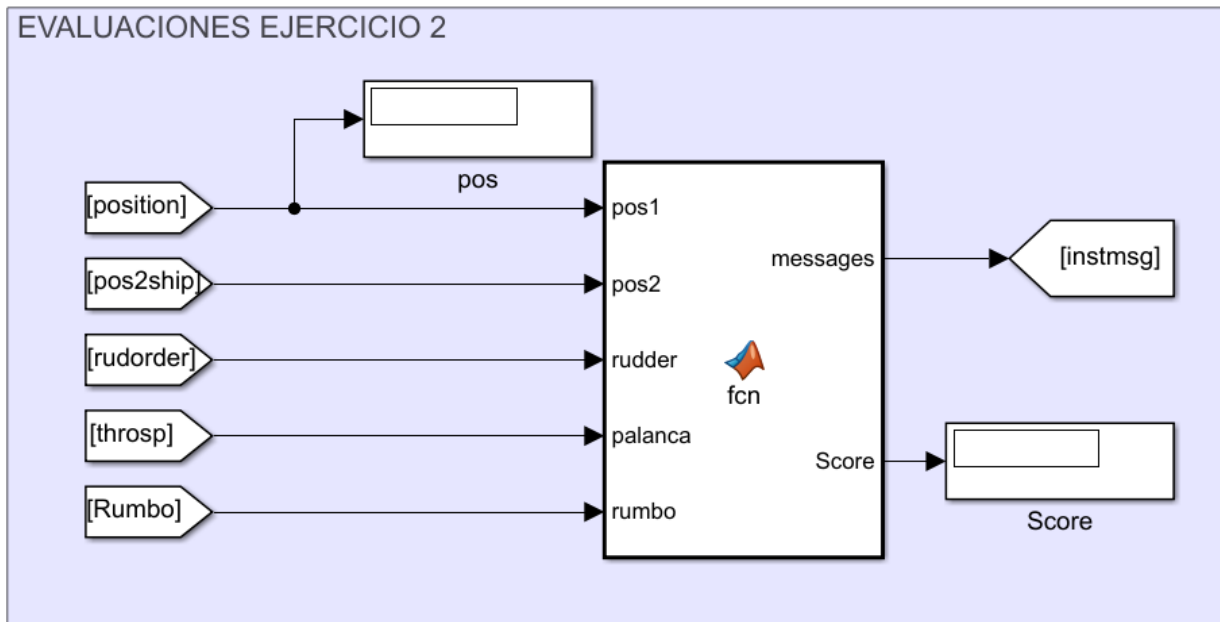 EVALUACIONES EJERCICIO 2
pos
[position]
[pos2ship]
[rudorder]
[throsp]
[Rumbo]
pos1
pos2
rudder
palanca
rumbo
fcn
messages
Score
[instmsg]
Score